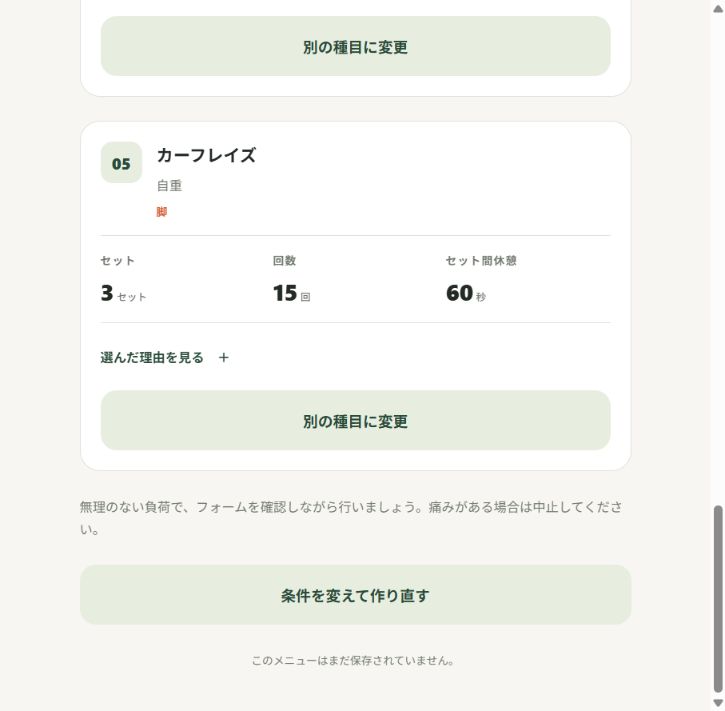 別の種目に変更
05
カーフレイズ
自重
脚
セット 回数 セット間休憩
3 セット 15 回 60 秒
選んだ理由を見る +
別の種目に変更
無理のない負荷で、フォームを確認しながら行いましょう。痛みがある場合は中止してくださ
い。
条件を変えて作り直す
このメニューはまだ保存されていません。